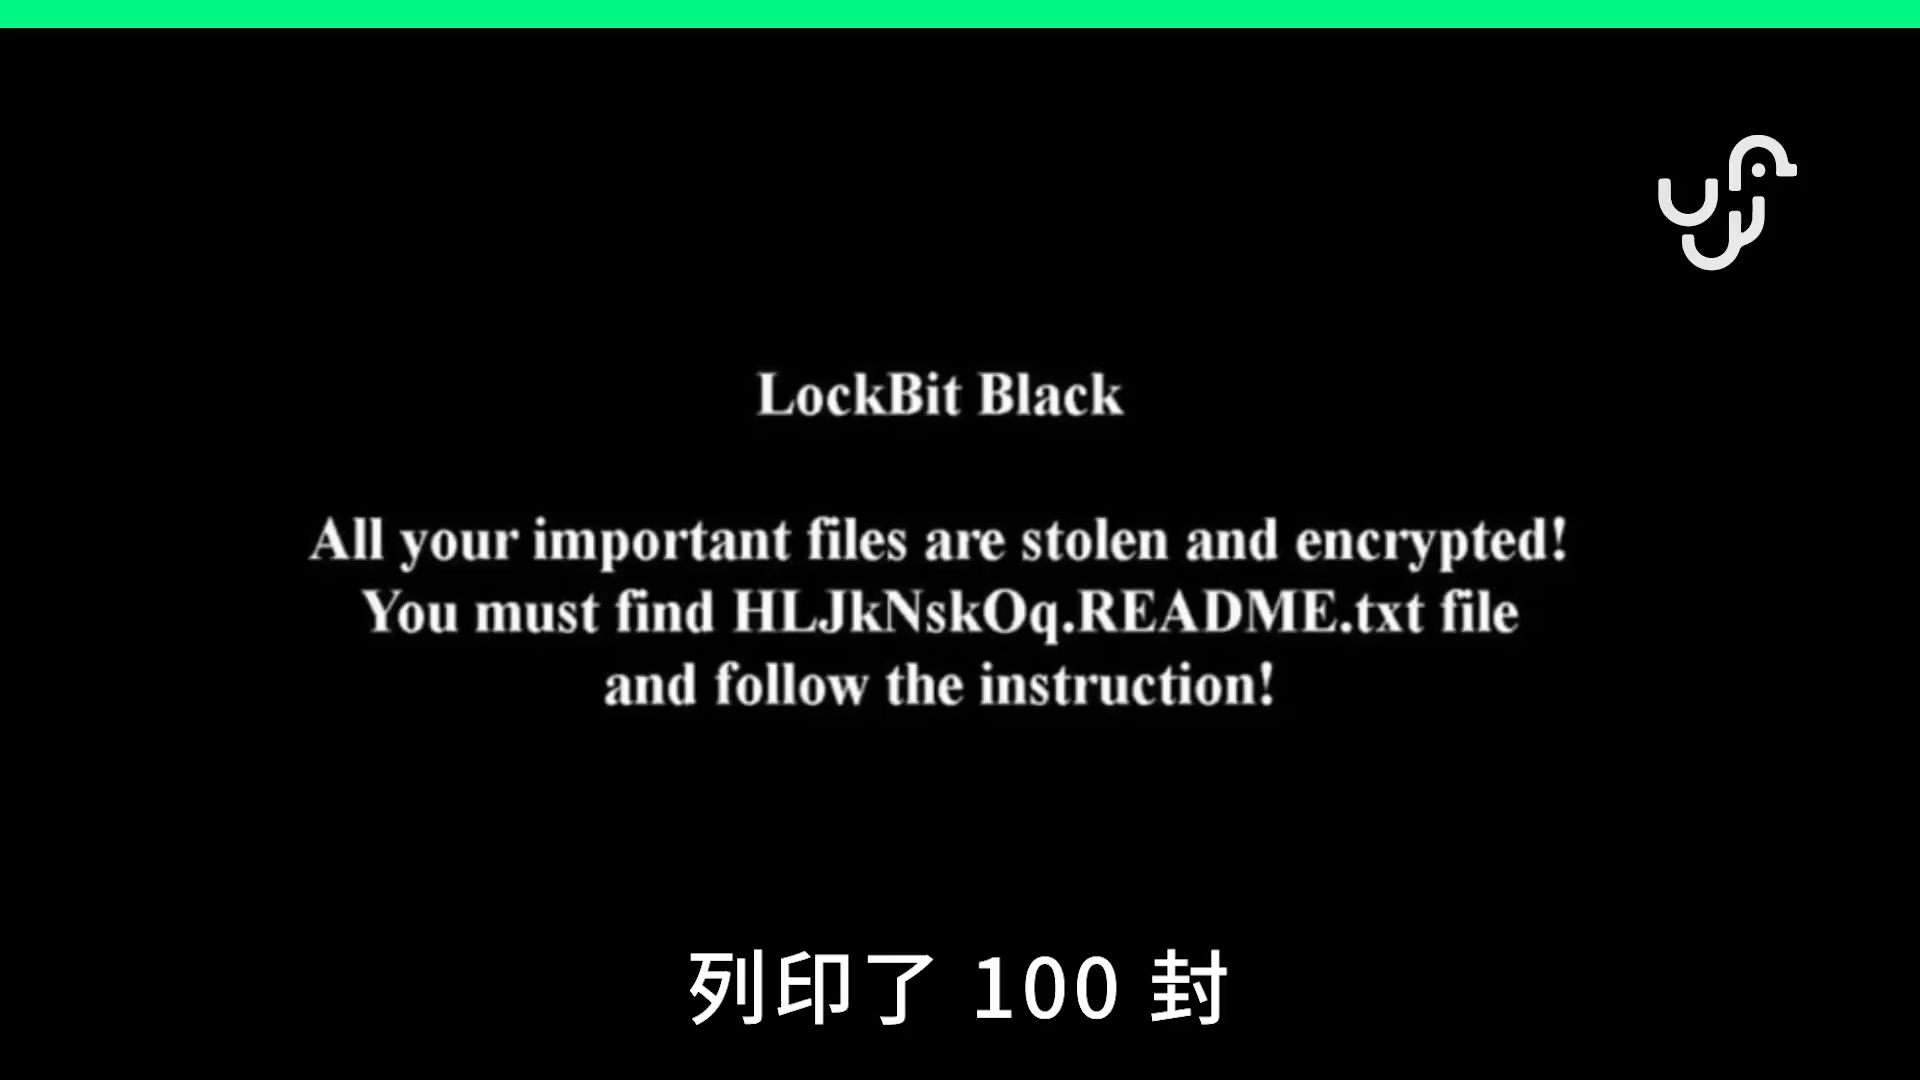 LockBit Black
All your important files are stolen and encrypted!
You must find HLJkNskOq.README.txt file
and follow the instruction!
列印了 100 封